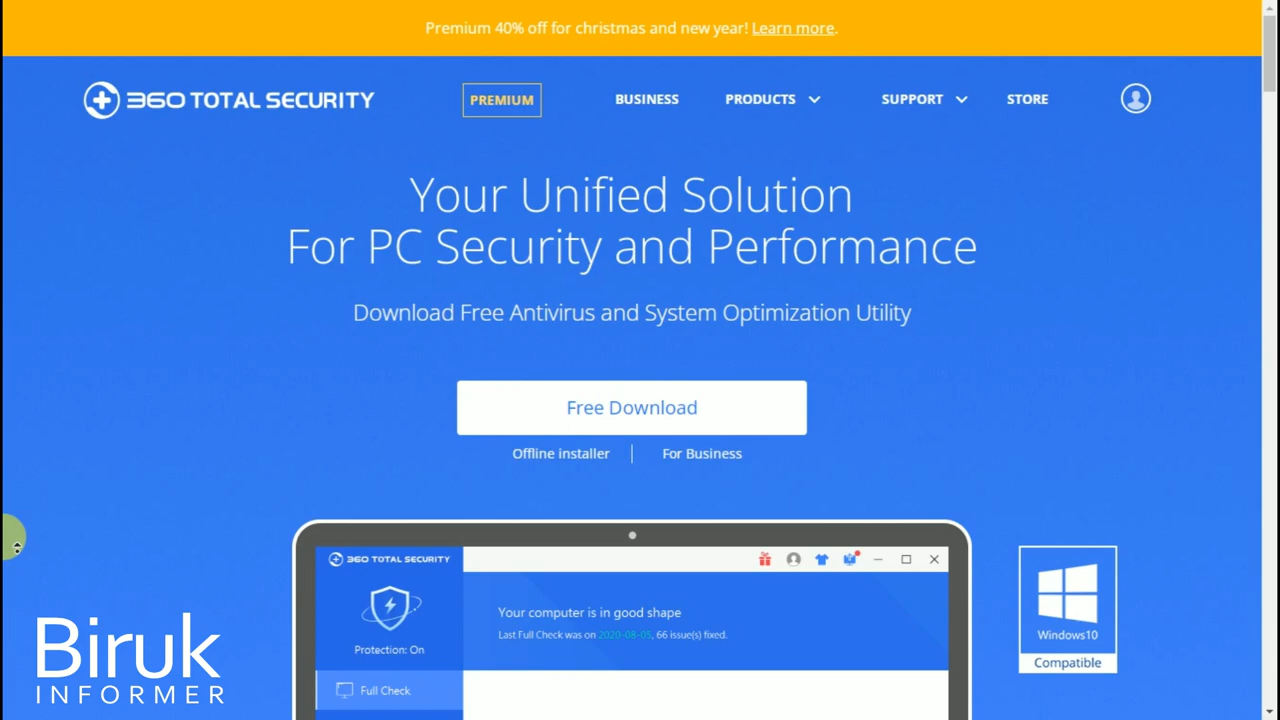 Premium 40% off for christmas and new year! Learn more.
360 TOTAL SECURITY
PREMIUM
BUSINESS
PRODUCTS
SUPPORT
STORE
Your Unified Solution
For PC Security and Performance
Download Free Antivirus and System Optimization Utility
Free Download
Offline installer
For Business
360 TOTAL SECURITY
Your computer is in good shape
Last Full Check was on 2020-08-05, 66 issue(s) fixed.
Protection: On
Full Check
Windows10
Compatible
Biruk
INFORMER